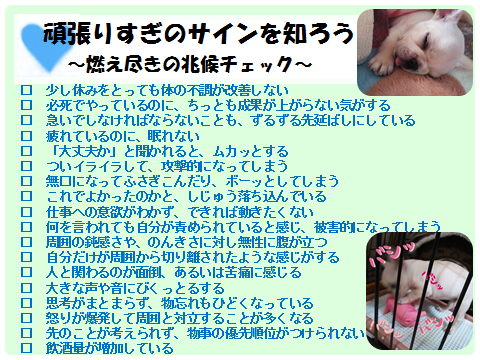 頑張りすぎのサインを知ろう
～燃え尽きの兆候チェック～
□ 少し休みをとっても体の不調が改善しない
□ 必死でやっているのに、ちっとも成果が上がらない気がする
□ 急いでしなければならないことも、ずるずる先延ばしにしている
□ 疲れているのに、眠れない
□ 「大丈夫か」と聞かれると、ムカッとする
□ ついイライラして、攻撃的になってしまう
□ 無口になってふさぎこんだり、ボーッとしてしまう
□ これでよかったのかと、しじゅう落ち込んでいる
□ 仕事への意欲がわかず、できれば動きたくない
□ 何を言われても自分が責められていると感じ、被害的になってしまう
□ 周囲の鈍感さや、のんきさに対し無性に腹が立つ
□ 自分だけが周囲から切り離されたような感じがする
□ 人と関わるのが面倒、あるいは苦痛に感じる
□ 大きな声や音にびくっとるする
□ 思考がまとまらず、物忘れもひどくなっている
□ 怒りが爆発して周囲と対立することが多くなる
□ 先のことが考えられず、物事の優先順位がつけられない
□ 飲酒量が増加している
バシッ
バシッ
バシッ
バシッ